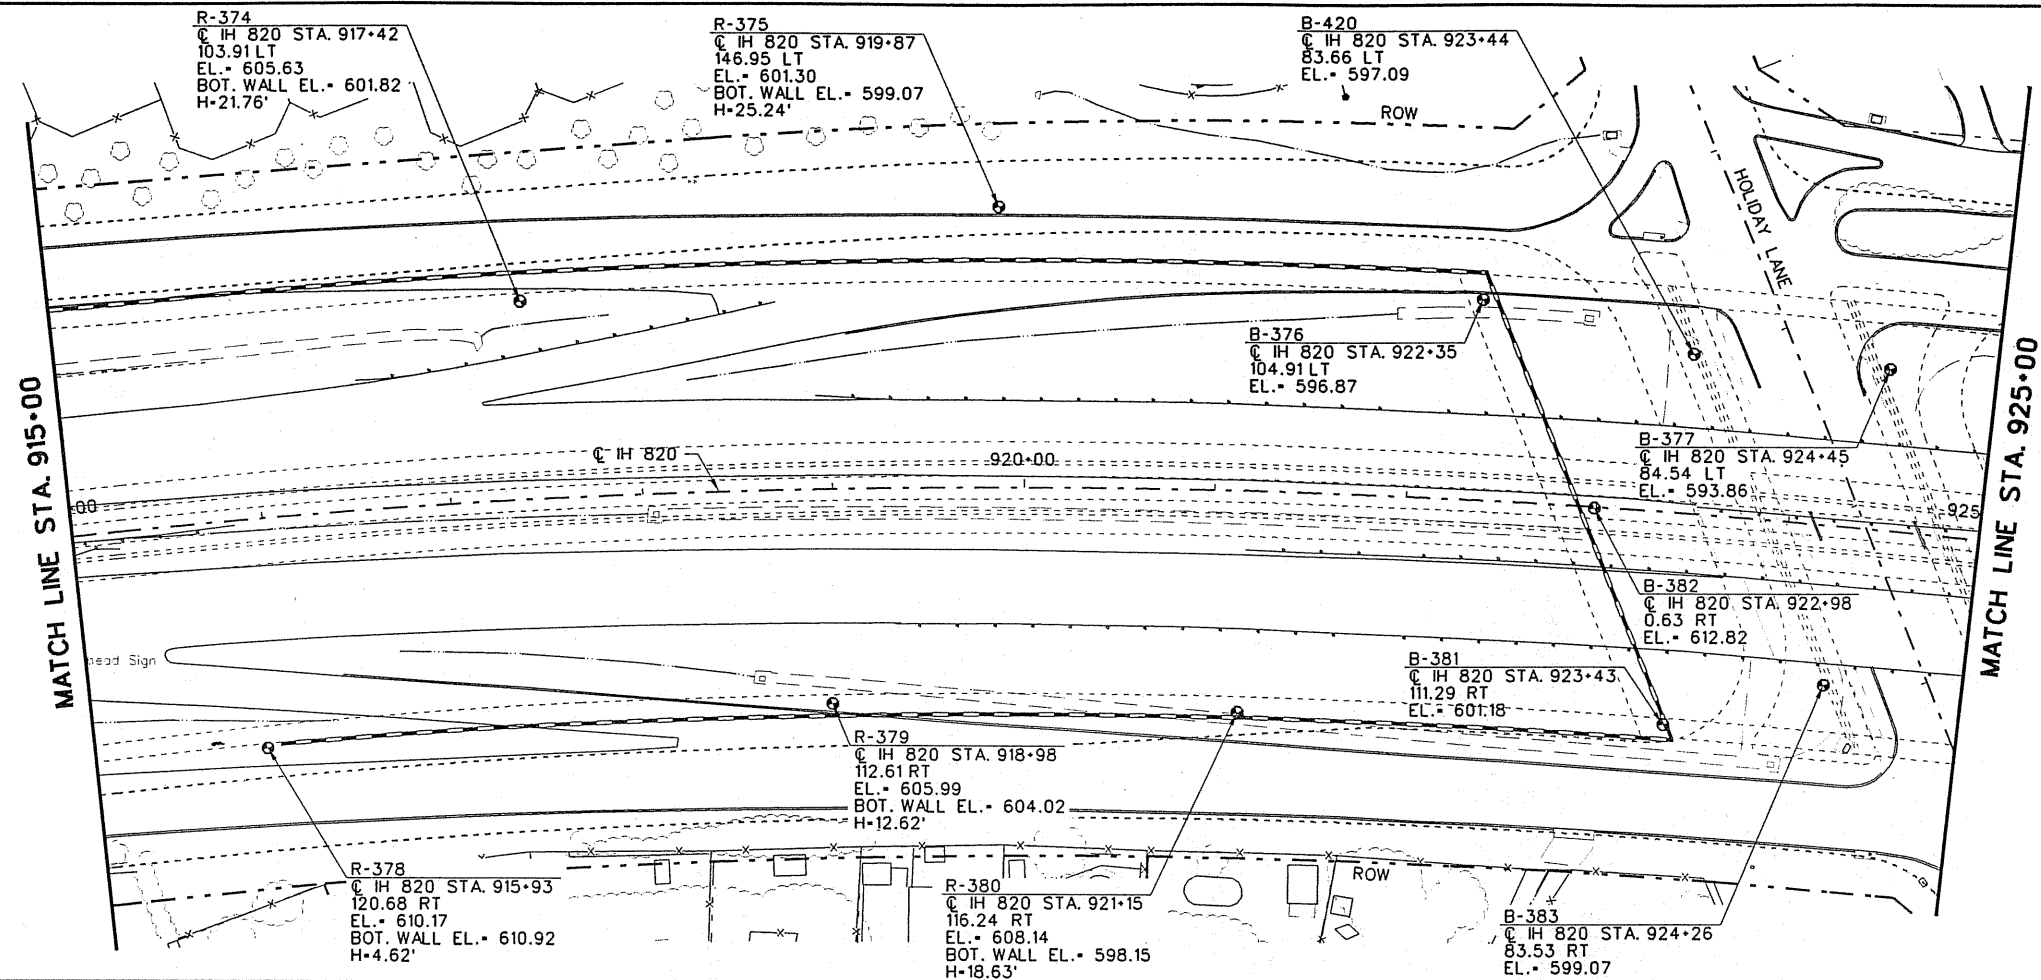 R-374
℄ IH 820 STA. 917+42
103.91 LT
EL.= 605.63
BOT. WALL EL.= 601.82
H=21.76'
R-375
℄ IH 820 STA. 919+87
146.95 LT
EL.= 601.30
BOT. WALL EL.= 599.07
H=25.24'
B-420
℄ IH 820 STA. 923+44
83.66 LT
EL.= 597.09
ROW
HOLIDAY LANE
B-376
℄ IH 820 STA. 922+35
104.91 LT
EL.= 596.87
MATCH LINE STA. 915+00
MATCH LINE STA. 925+00
B-377
℄ IH 820 STA. 924+45
84.54 LT
EL.= 593.86
℄ IH 820
920+00
+00
925
B-382
℄ IH 820 STA. 922+98
0.63 RT
EL.= 612.82
ead Sign
B-381
℄ IH 820 STA. 923+43
111.29 RT
EL.= 601.18
R-379
℄ IH 820 STA. 918+98
112.61 RT
EL.= 605.99
BOT. WALL EL.= 604.02
H=12.62'
R-378
℄ IH 820 STA. 915+93
120.68 RT
EL.= 610.17
BOT. WALL EL.= 610.92
H=4.62'
R-380
℄ IH 820 STA. 921+15
116.24 RT
EL.= 608.14
BOT. WALL EL.= 598.15
H=18.63'
ROW
B-383
℄ IH 820 STA. 924+26
83.53 RT
EL.= 599.07